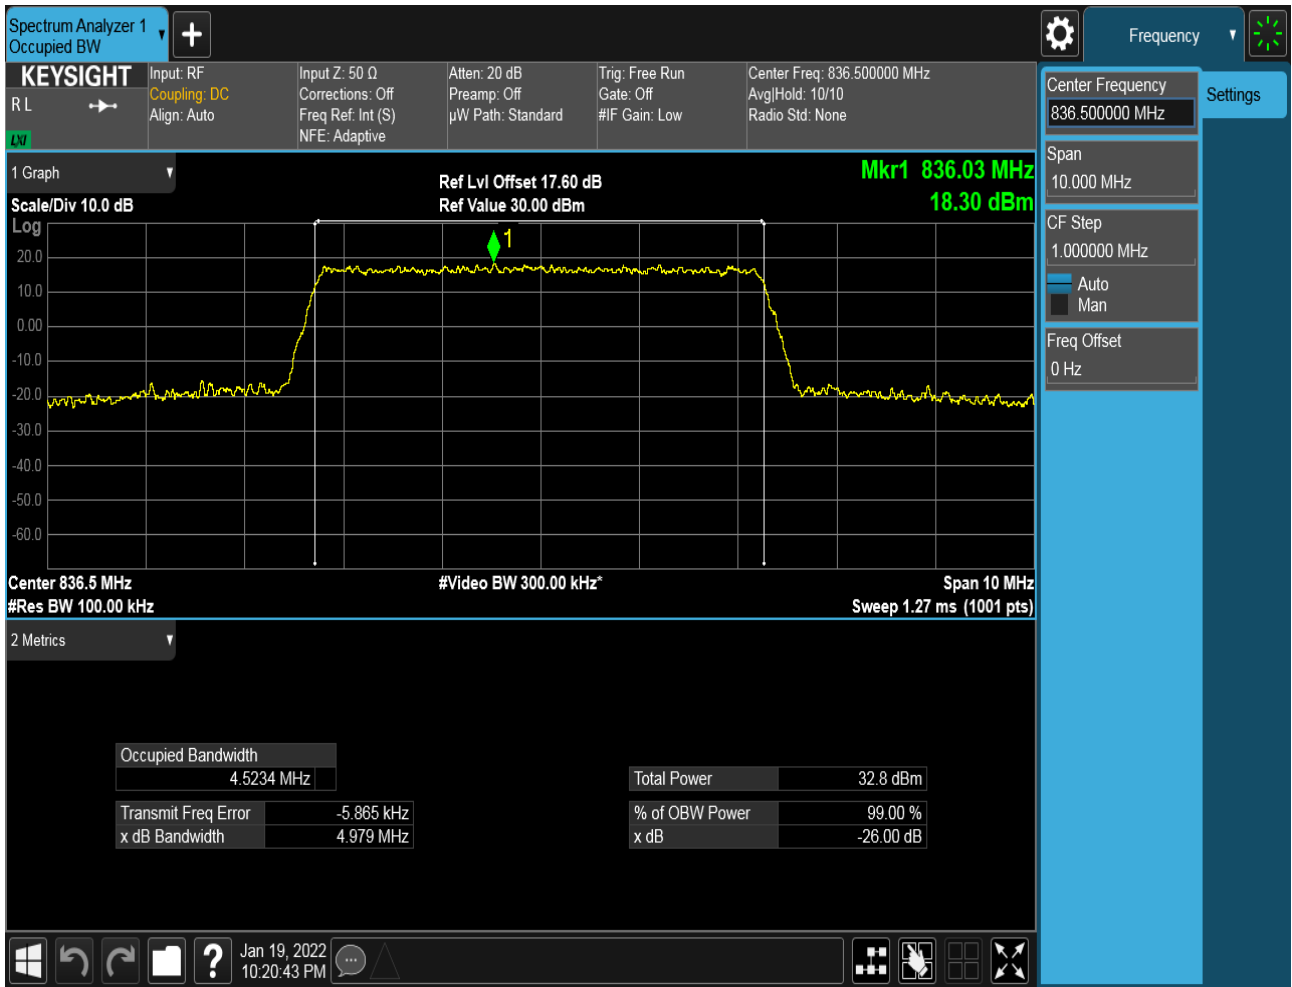 Spectrum Analyzer 1
Occupied BW
Frequency
KEYSIGHT
R L
LXI
Input: RF
Coupling: DC
Align: Auto
Input Z: 50 Ω
Corrections: Off
Freq Ref: Int (S)
NFE: Adaptive
Atten: 20 dB
Preamp: Off
µW Path: Standard
Trig: Free Run
Gate: Off
#IF Gain: Low
Center Freq: 836.500000 MHz
Avg|Hold: 10/10
Radio Std: None
Center Frequency
836.500000 MHz
Settings
Span
10.000 MHz
CF Step
1.000000 MHz
Auto
Man
Freq Offset
0 Hz
1 Graph
Scale/Div 10.0 dB
Ref Lvl Offset 17.60 dB
Ref Value 30.00 dBm
Mkr1 836.03 MHz
18.30 dBm
Log
1
20.0
10.0
0.00
-10.0
-20.0
-30.0
-40.0
-50.0
-60.0
Center 836.5 MHz
#Video BW 300.00 kHz*
Span 10 MHz
#Res BW 100.00 kHz
Sweep 1.27 ms (1001 pts)
2 Metrics
Occupied Bandwidth
4.5234 MHz
Total Power 32.8 dBm
Transmit Freq Error -5.865 kHz
% of OBW Power 99.00 %
x dB Bandwidth 4.979 MHz
x dB -26.00 dB
?
Jan 19, 2022
10:20:43 PM